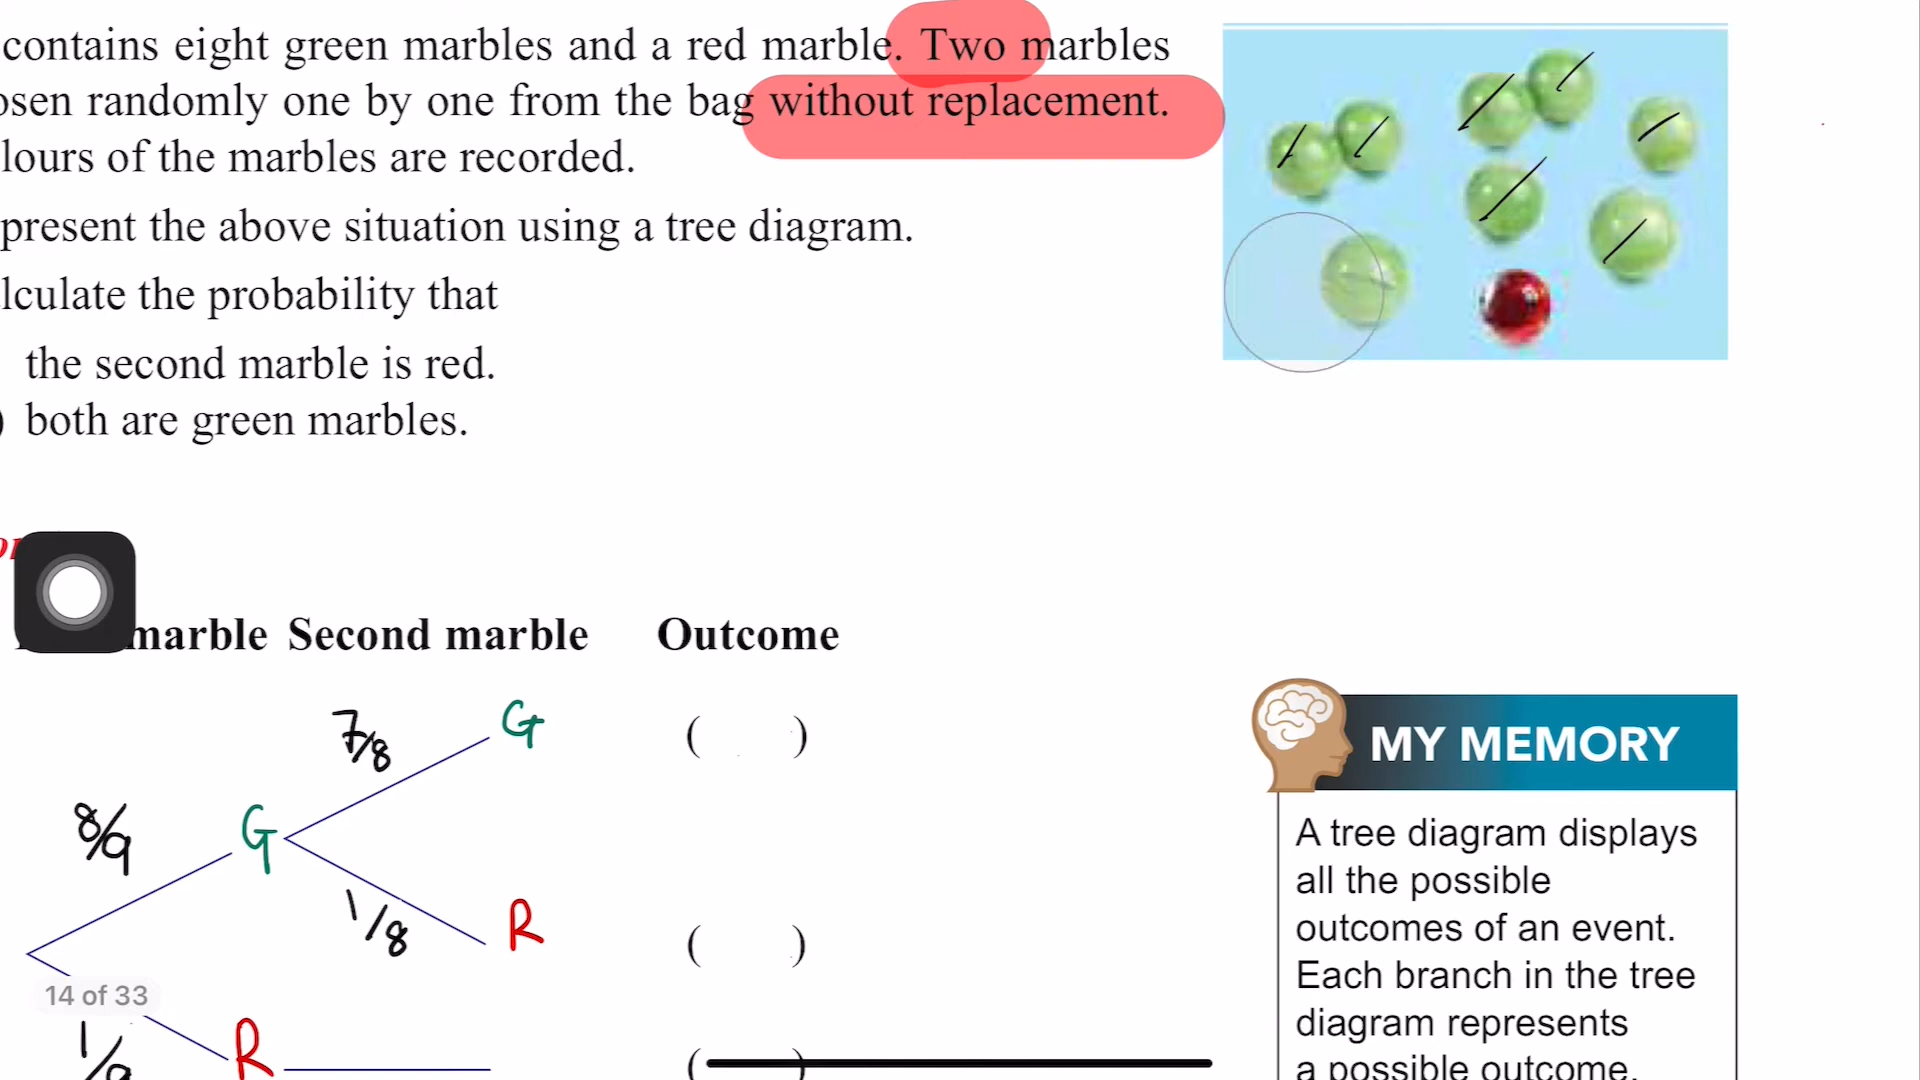 contains eight green marbles and a red marble. Two marbles
osen randomly one by one from the bag without replacement.
lours of the marbles are recorded.
present the above situation using a tree diagram.
lculate the probability that
the second marble is red.
) both are green marbles.
or
marble Second marble Outcome
7/8 G ( )
8/9 G
1/8 R ( )
14 of 33
1/9 R ( )
MY MEMORY
A tree diagram displays
all the possible
outcomes of an event.
Each branch in the tree
diagram represents
a possible outcome.